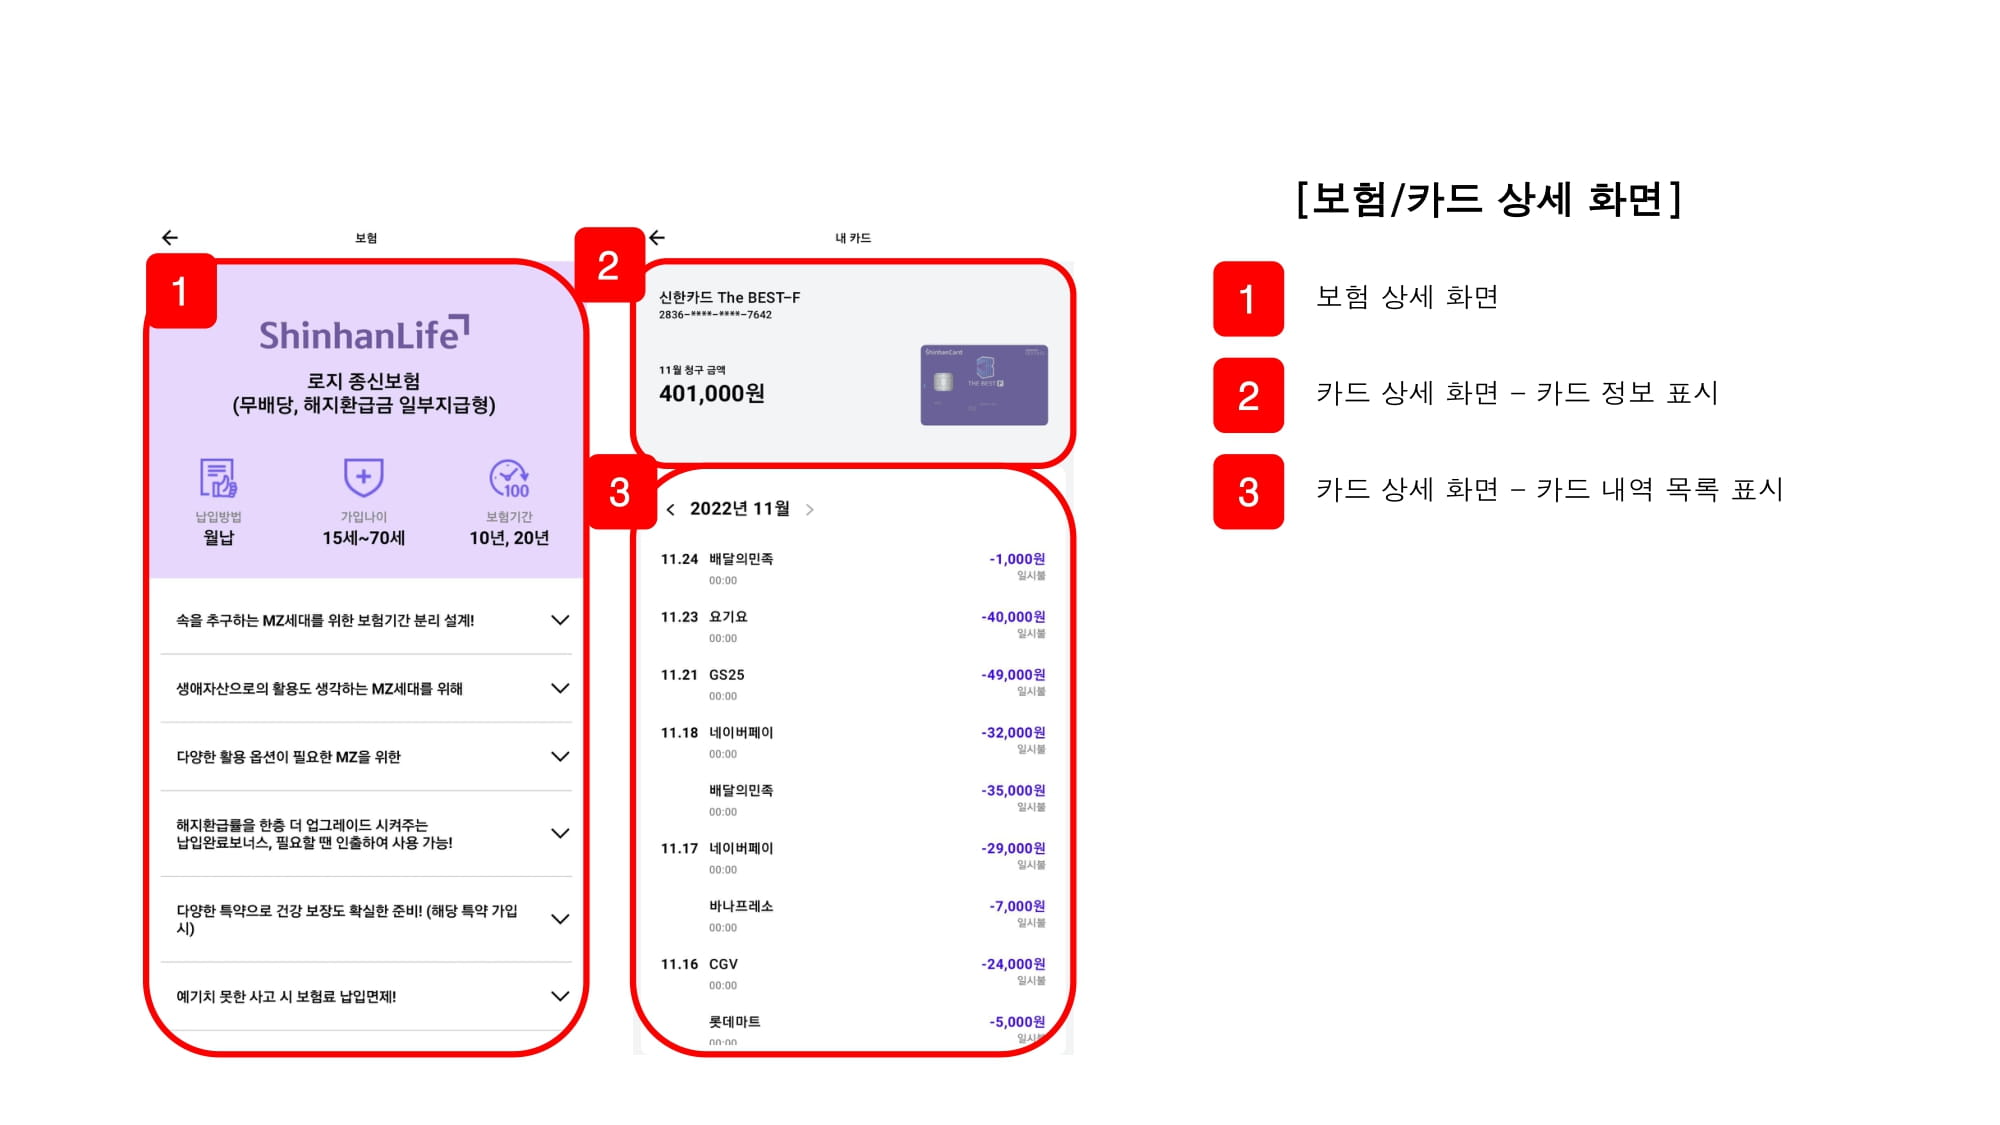 [보험/카드 상세 화면]
1 보험 상세 화면
2 카드 상세 화면 – 카드 정보 표시
3 카드 상세 화면 – 카드 내역 목록 표시
보험
1
ShinhanLife
로지 종신보험
(무배당, 해지환급금 일부지급형)
100
납입방법 가입나이 보험기간
월납 15세~70세 10년, 20년
속을 추구하는 MZ세대를 위한 보험기간 분리 설계!
생애자산으로의 활용도 생각하는 MZ세대를 위해
다양한 활용 옵션이 필요한 MZ을 위한
해지환급률을 한층 더 업그레이드 시켜주는
납입완료보너스, 필요할 땐 인출하여 사용 가능!
다양한 특약으로 건강 보장도 확실한 준비! (해당 특약 가입
시)
예기치 못한 사고 시 보험료 납입면제!
내 카드
2
신한카드 The BEST-F
2836-****-****-7642
11월 청구 금액
401,000원
ShinhanCard
THE BEST F
3
2022년 11월
11.24 배달의민족 -1,000원
00:00 일시불
11.23 요기요 -40,000원
00:00 일시불
11.21 GS25 -49,000원
00:00 일시불
11.18 네이버페이 -32,000원
00:00 일시불
배달의민족 -35,000원
00:00 일시불
11.17 네이버페이 -29,000원
00:00 일시불
바나프레소 -7,000원
00:00 일시불
11.16 CGV -24,000원
00:00 일시불
롯데마트 -5,000원
00:00 일시불